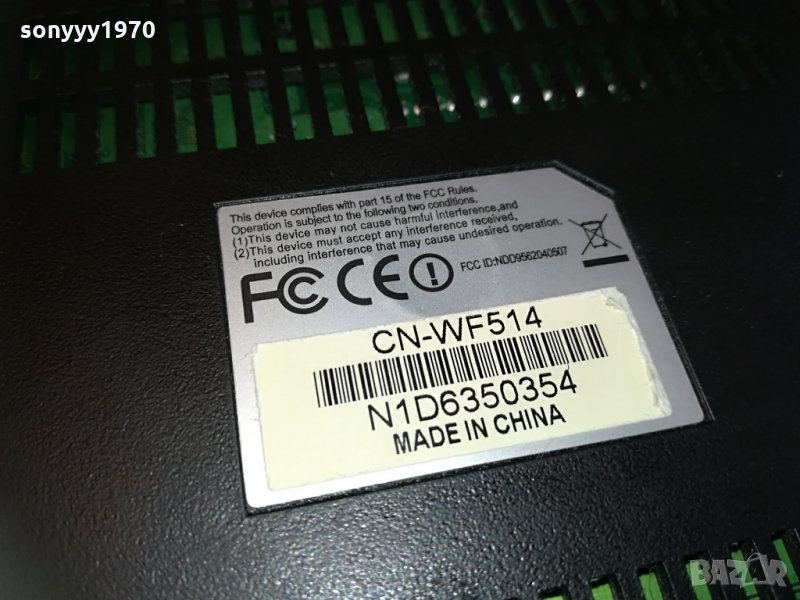 sonyyy1970
This device complies with part 15 of the FCC Rules.
Operation is subject to the following two conditions.
(1)This device may not cause harmful interference,and
(2)This device must accept any interference received,
including interference that may cause undesired operation.
FCC CE
FCC ID:NDD9562040507
CN-WF514
N1D6350354
MADE IN CHINA
BAZAR